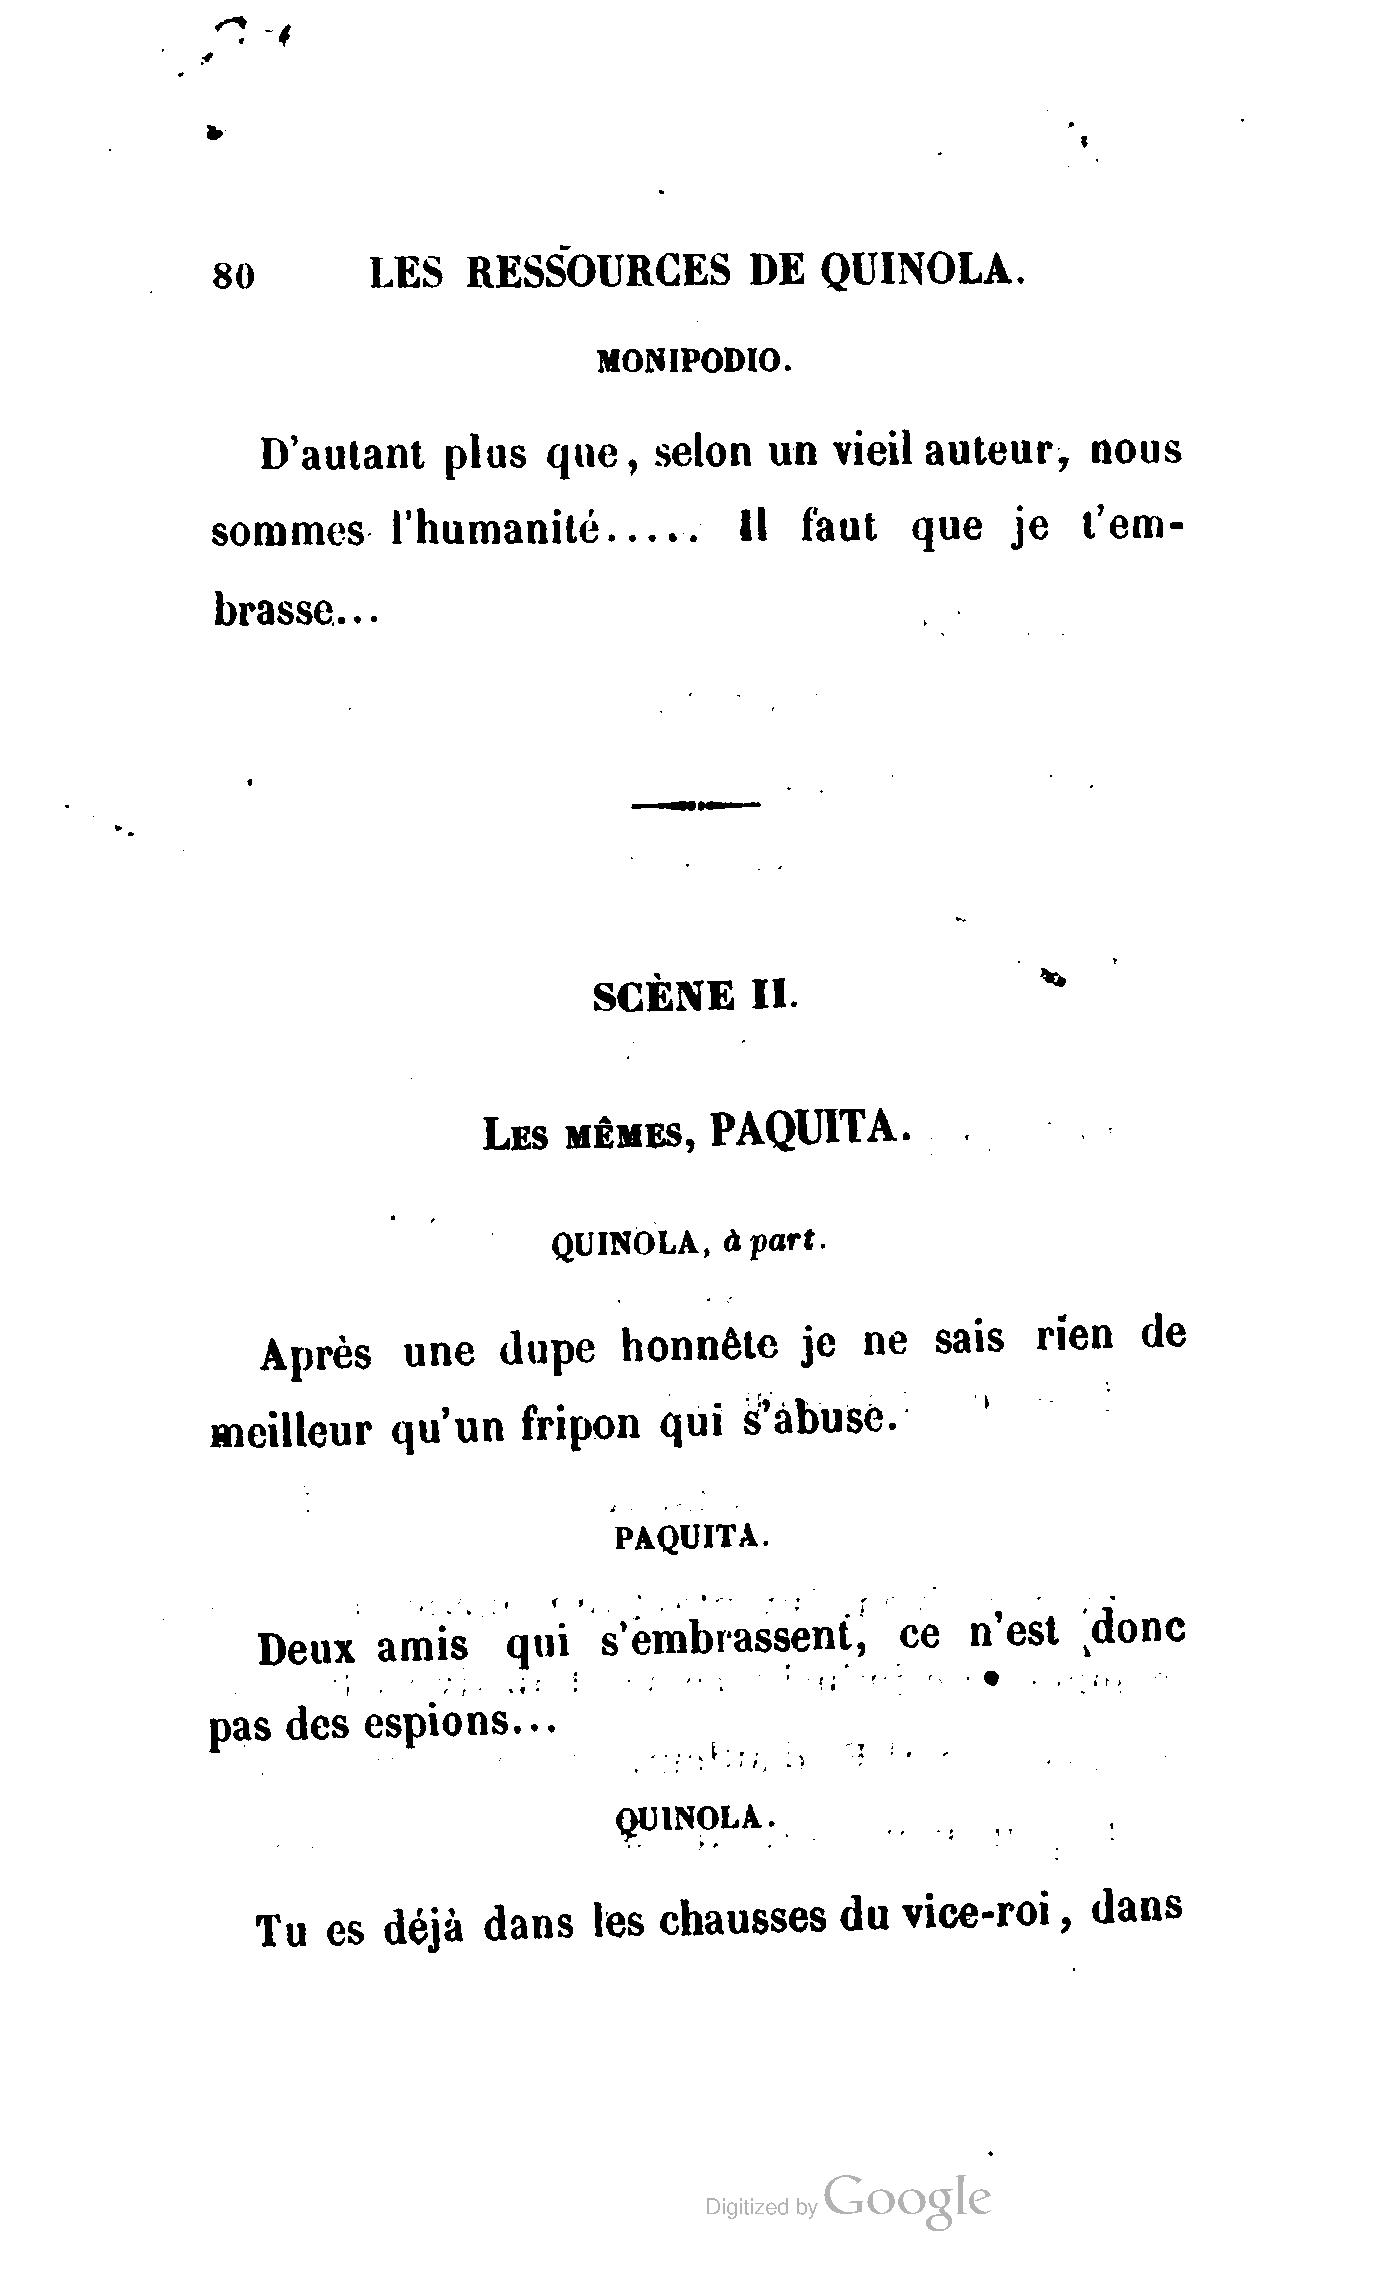 80 LES RESSOURCES DE QUINOLA.
MONIPODIO.
D'autant plus que, selon un vieil auteur, nous
sommes l'humanité..... Il faut que je t'em-
brasse...
SCÈNE II.
LES MÊMES, PAQUITA.
QUINOLA, à part.
Après une dupe honnête je ne sais rien de
meilleur qu'un fripon qui s'abuse.
PAQUITA.
Deux amis qui s'embrassent, ce n'est donc
pas des espions...
QUINOLA.
Tu es déjà dans les chausses du vice-roi, dans
Digitized by Google